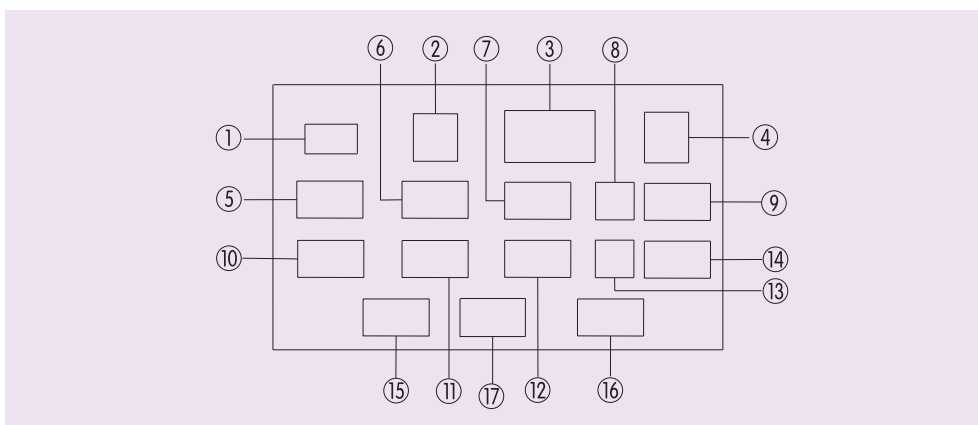 ⑥ ② ⑦ ③ ⑧
① ④
⑤ ⑨
⑩ ⑭
⑬
⑮ ⑪ ⑰ ⑫ ⑯